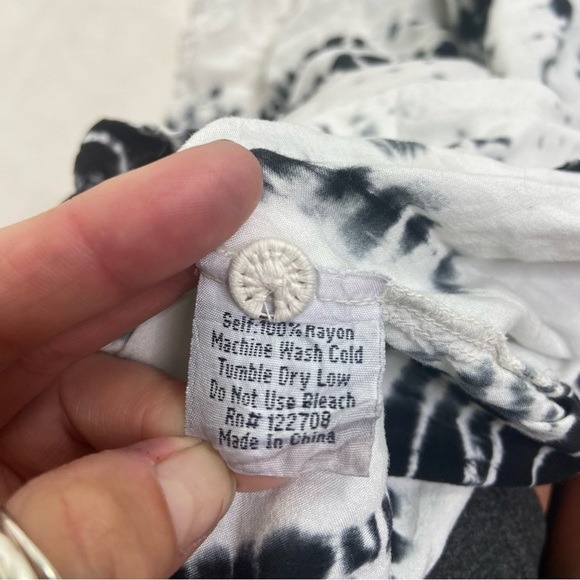 Self:100% Rayon
Machine Wash Cold
Tumble Dry Low
Do Not Use Bleach
Rn# 122708
Made In China